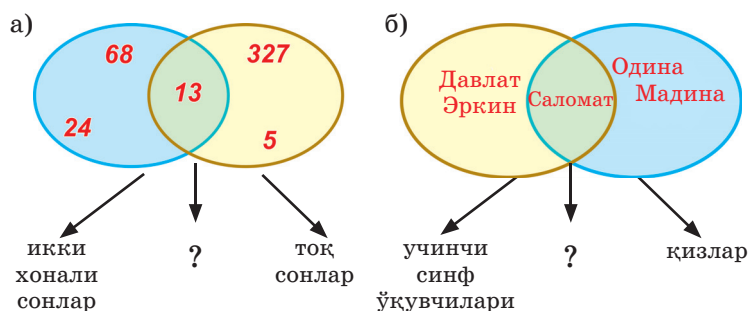 а)
68
327
13
24
5
икки
хонали
сонлар
?
тоқ
сонлар
б)
Давлат
Эркин
Саломат
Одина
Мадина
учинчи
синф
ўқувчилари
?
қизлар